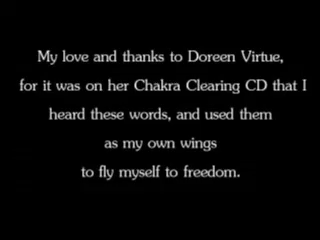 My love and thanks to Doreen Virtue,
for it was on her Chakra Clearing CD that I
heard these words, and used them
as my own wings
to fly myself to freedom.